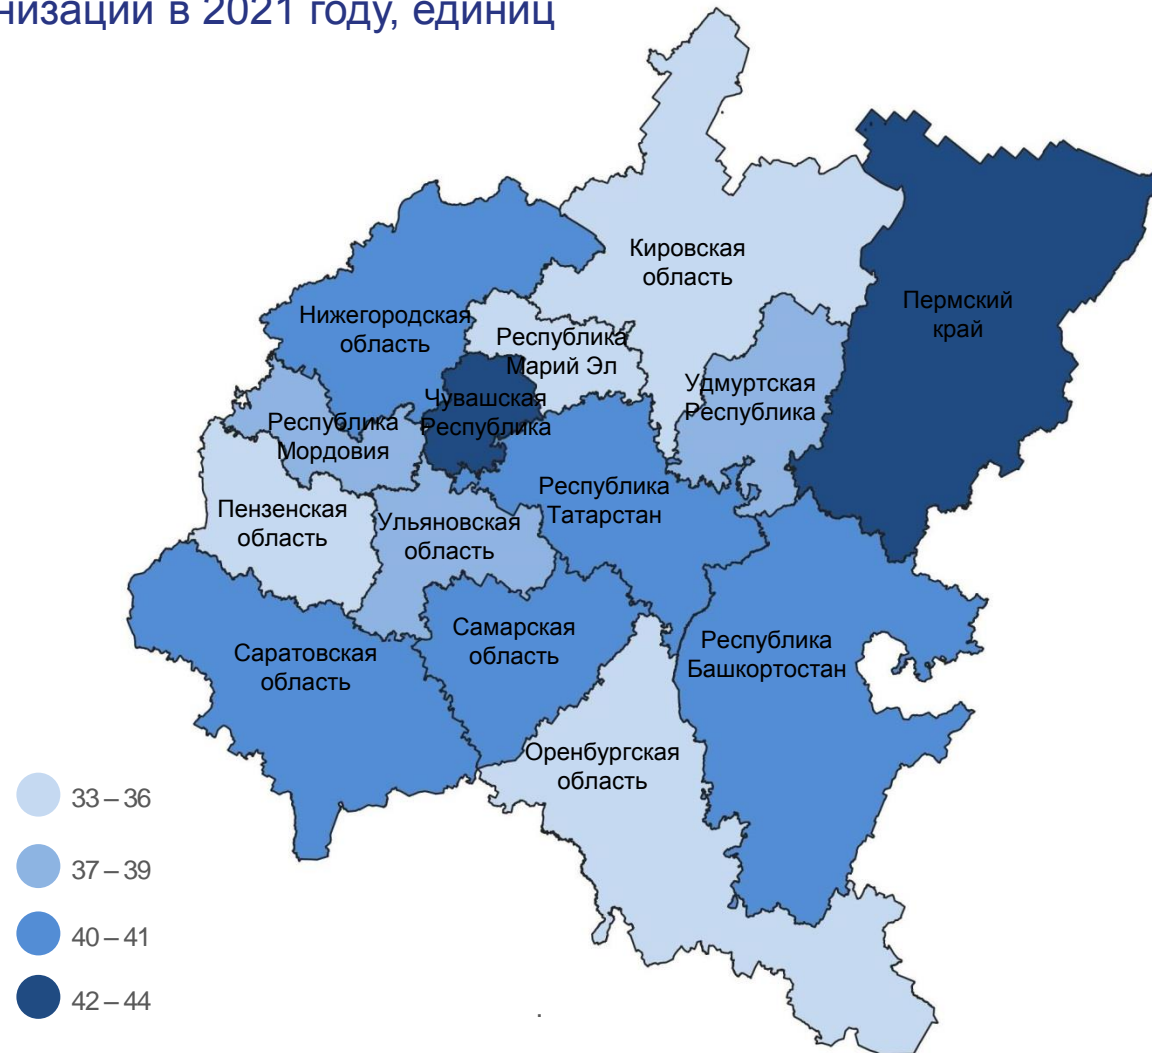 низации в 2021 году, единиц
Кировская
область
Пермский
край
Нижегородская
область
Республика
Марий Эл
Удмуртская
Республика
Чувашская
Республика
Республика
Мордовия
Республика
Татарстан
Пензенская
область
Ульяновская
область
Самарская
область
Республика
Башкортостан
Саратовская
область
Оренбургская
область
33 – 36
37 – 39
40 – 41
42 – 44
.